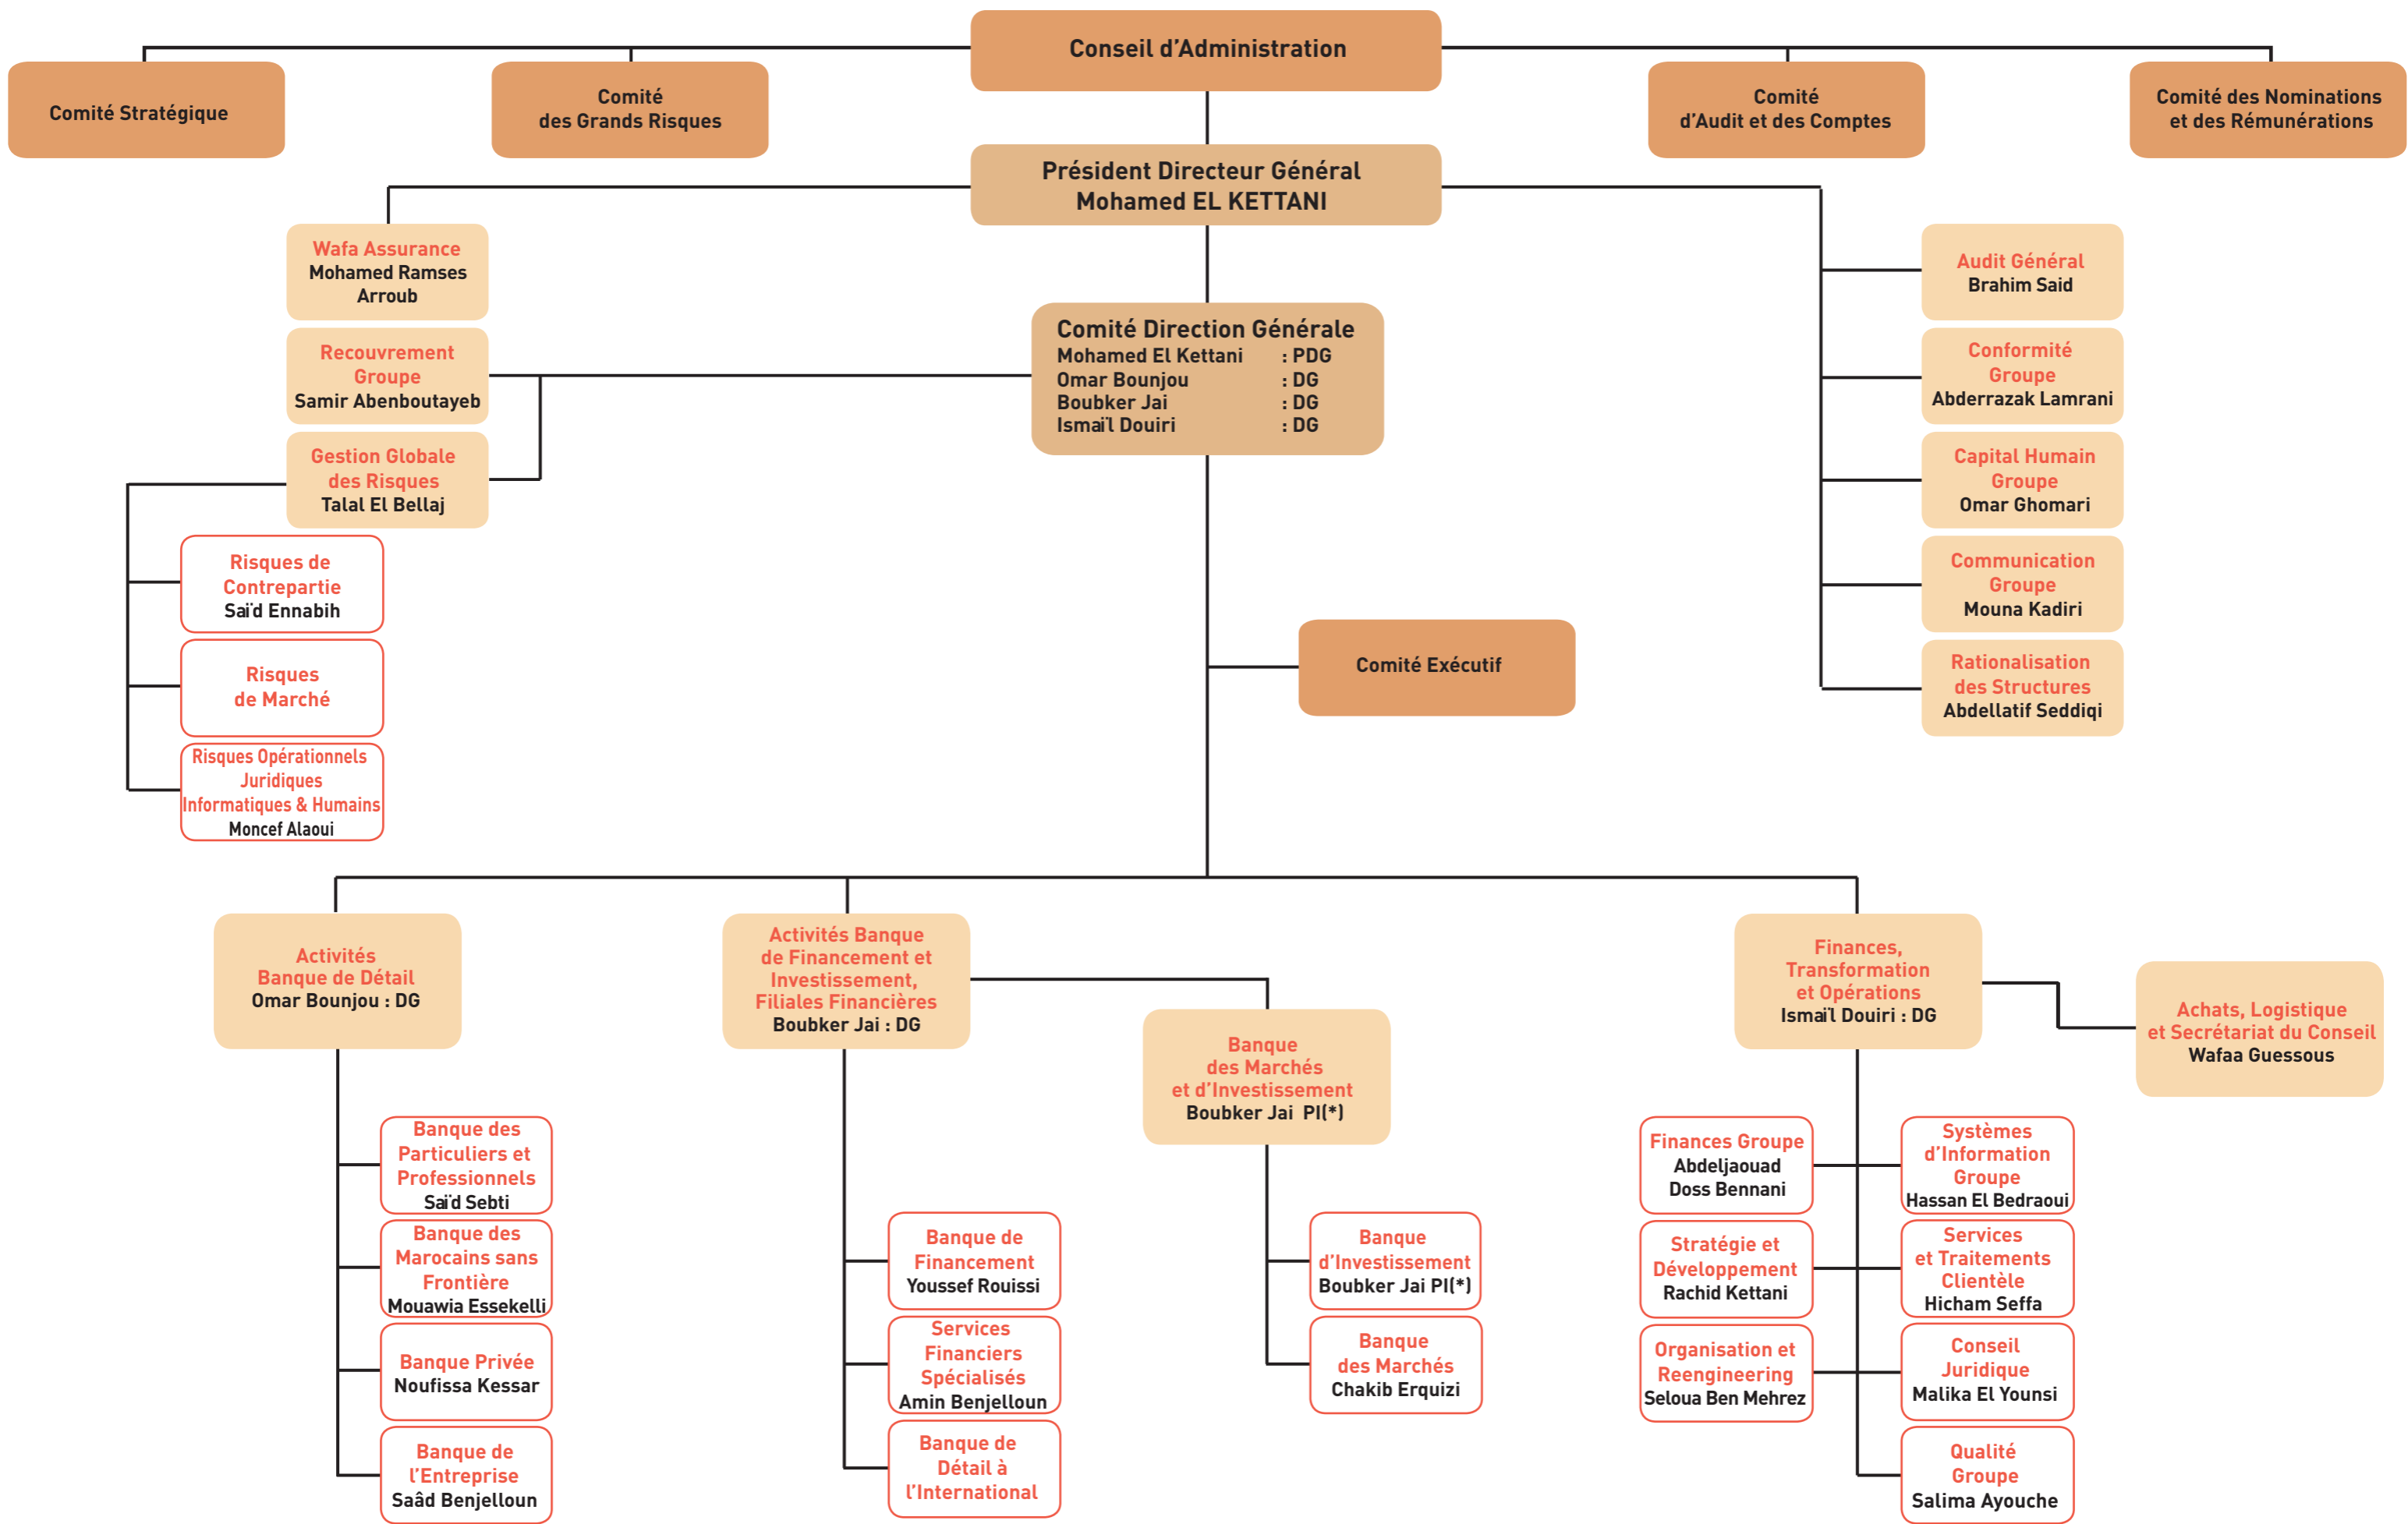 Conseil d'Administration
Comité Stratégique
Comité
des Grands Risques
Comité
d'Audit et des Comptes
Comité des Nominations
et des Rémunérations
Président Directeur Général
Mohamed EL KETTANI
Wafa Assurance
Mohamed Ramses
Arroub
Recouvrement
Groupe
Samir Abenboutayeb
Gestion Globale
des Risques
Talal El Bellaj
Risques de
Contrepartie
Saïd Ennabih
Risques
de Marché
Risques Opérationnels
Juridiques
Informatiques & Humains
Moncef Alaoui
Comité Direction Générale
Mohamed El Kettani : PDG
Omar Bounjou : DG
Boubker Jai : DG
Ismaïl Douiri : DG
Audit Général
Brahim Said
Conformité
Groupe
Abderrazak Lamrani
Capital Humain
Groupe
Omar Ghomari
Communication
Groupe
Mouna Kadiri
Rationalisation
des Structures
Abdellatif Seddiqi
Comité Exécutif
Activités
Banque de Détail
Omar Bounjou : DG
Banque des
Particuliers et
Professionnels
Saïd Sebti
Banque des
Marocains sans
Frontière
Mouawia Essekelli
Banque Privée
Noufissa Kessar
Banque de
l'Entreprise
Saâd Benjelloun
Activités Banque
de Financement et
Investissement,
Filiales Financières
Boubker Jai : DG
Banque de
Financement
Youssef Rouissi
Services
Financiers
Spécialisés
Amin Benjelloun
Banque de
Détail à
l'International
Banque
des Marchés
et d'Investissement
Boubker Jai PI(*)
Banque
d'Investissement
Boubker Jai PI(*)
Banque
des Marchés
Chakib Erquizi
Finances,
Transformation
et Opérations
Ismaïl Douiri : DG
Achats, Logistique
et Secrétariat du Conseil
Wafaa Guessous
Finances Groupe
Abdeljaouad
Doss Bennani
Stratégie et
Développement
Rachid Kettani
Organisation et
Reengineering
Seloua Ben Mehrez
Systèmes
d'Information
Groupe
Hassan El Bedraoui
Services
et Traitements
Clientèle
Hicham Seffa
Conseil
Juridique
Malika El Younsi
Qualité
Groupe
Salima Ayouche